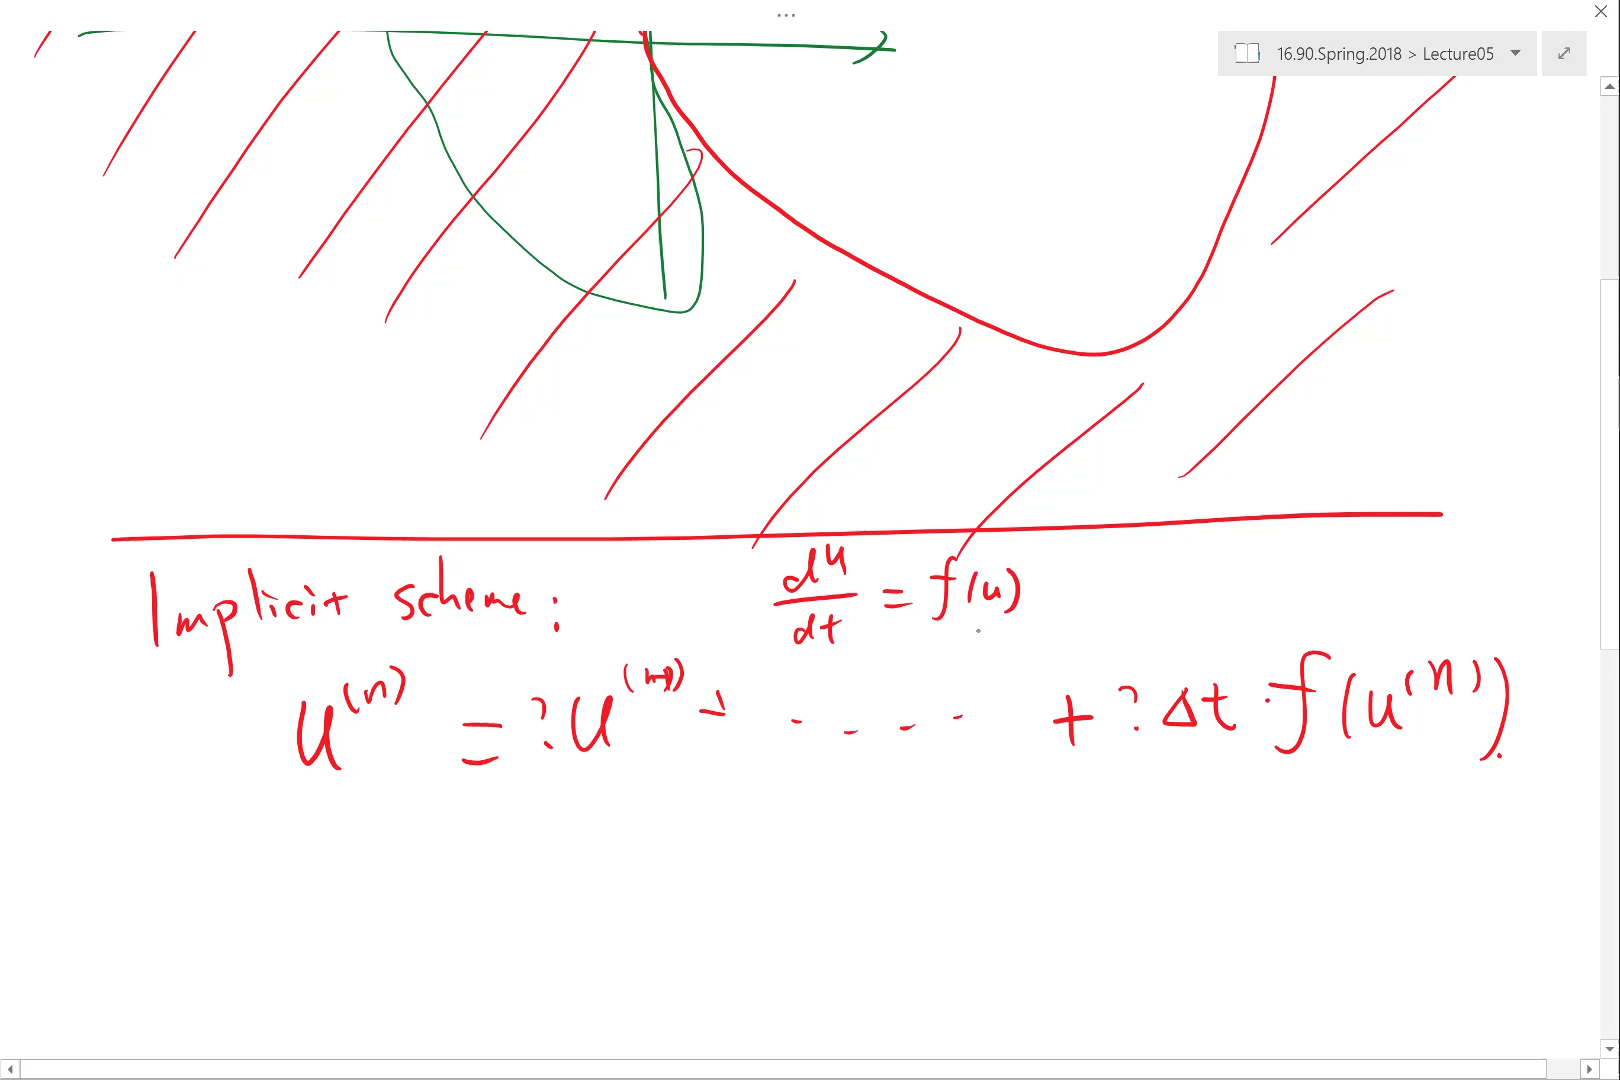 16.90.Spring.2018 > Lecture05
Implicit scheme: du/dt = f(u)
u^(n) = ? u^(n-1) + . . . . + ? Δt · f(u^(n))